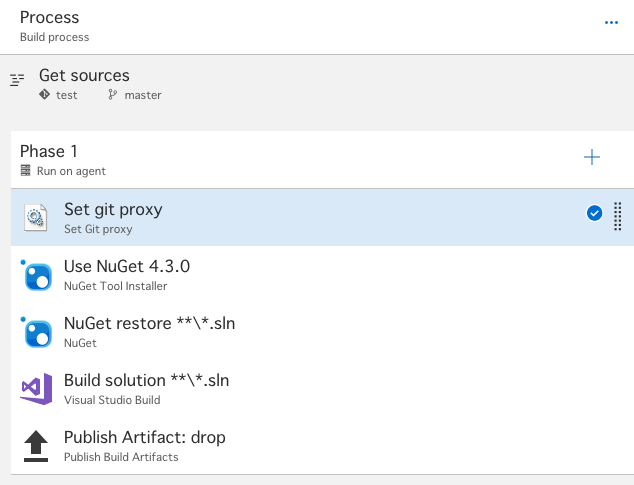 Process
Build process
Get sources
test master
Phase 1
Run on agent
Set git proxy
Set Git proxy
Use NuGet 4.3.0
NuGet Tool Installer
NuGet restore **\*.sln
NuGet
Build solution **\*.sln
Visual Studio Build
Publish Artifact: drop
Publish Build Artifacts